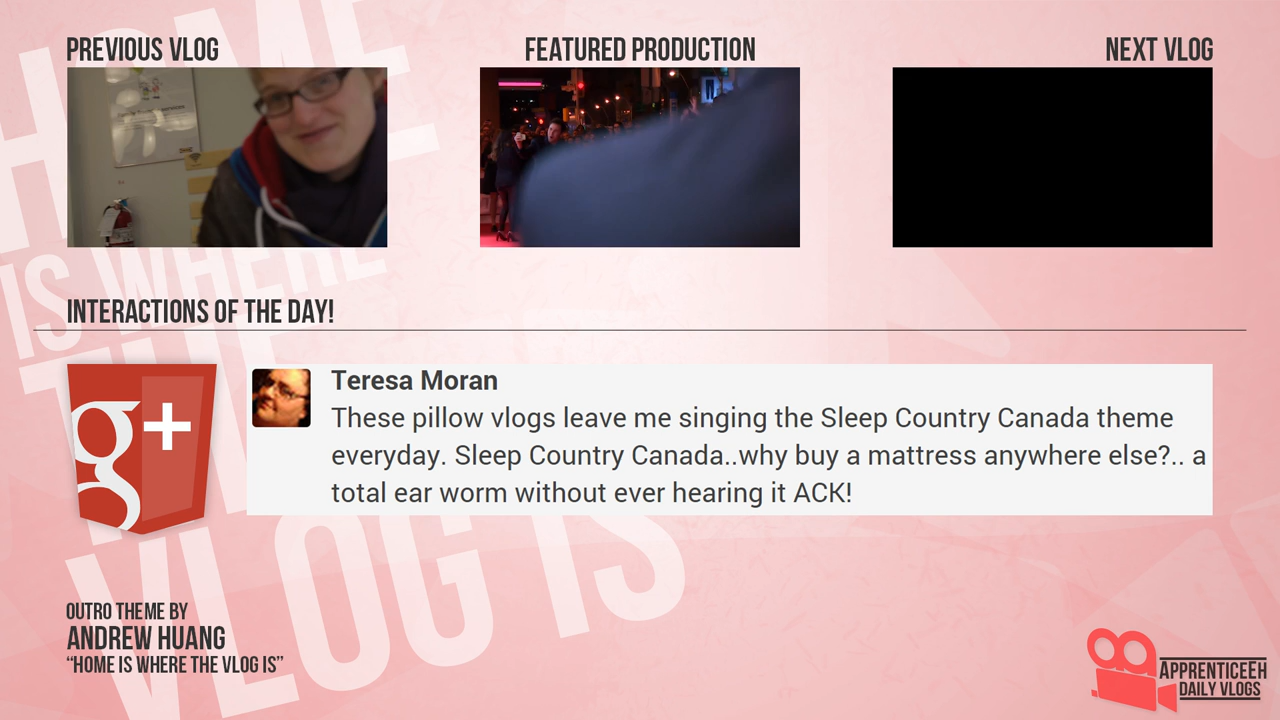 PREVIOUS VLOG
FEATURED PRODUCTION
NEXT VLOG
INTERACTIONS OF THE DAY!
g+
Teresa Moran
These pillow vlogs leave me singing the Sleep Country Canada theme
everyday. Sleep Country Canada..why buy a mattress anywhere else?.. a
total ear worm without ever hearing it ACK!
OUTRO THEME BY
ANDREW HUANG
“HOME IS WHERE THE VLOG IS”
APPRENTICEEH
DAILY VLOGS
HOME
IS WHERE
THE
VLOG IS